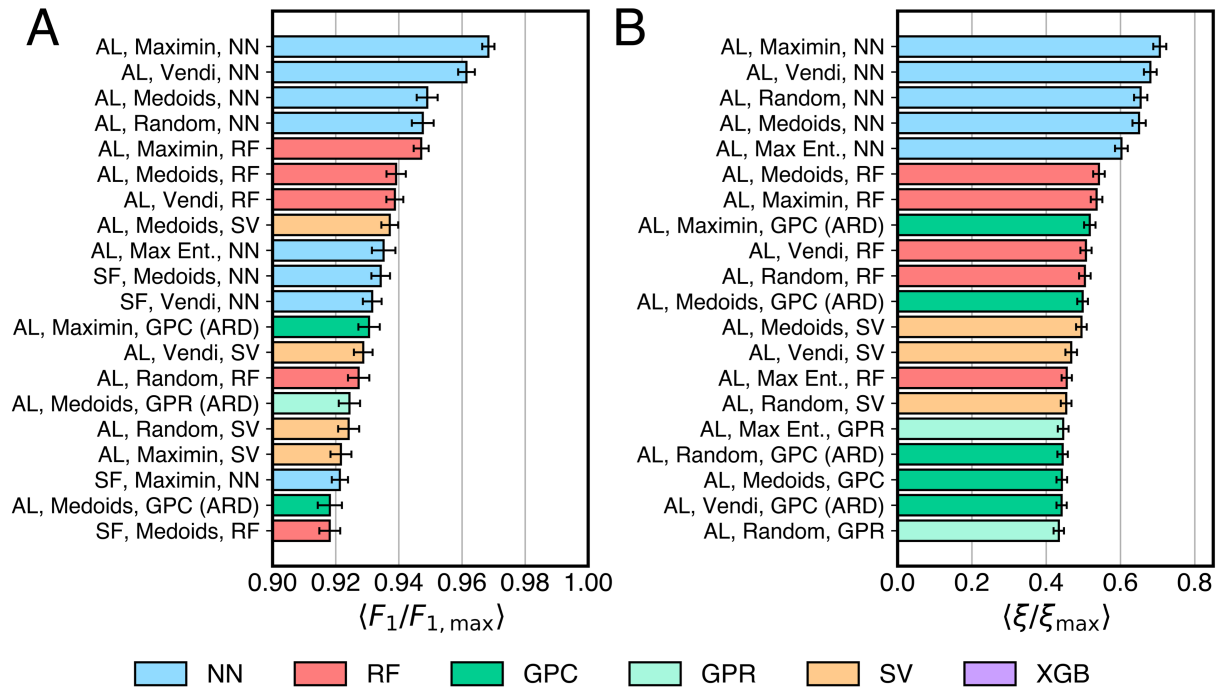 A
AL, Maximin, NN
AL, Vendi, NN
AL, Medoids, NN
AL, Random, NN
AL, Maximin, RF
AL, Medoids, RF
AL, Vendi, RF
AL, Medoids, SV
AL, Max Ent., NN
SF, Medoids, NN
SF, Vendi, NN
AL, Maximin, GPC (ARD)
AL, Vendi, SV
AL, Random, RF
AL, Medoids, GPR (ARD)
AL, Random, SV
AL, Maximin, SV
SF, Maximin, NN
AL, Medoids, GPC (ARD)
SF, Medoids, RF
0.90 0.92 0.94 0.96 0.98 1.00
⟨F₁/F₁, max⟩
B
AL, Maximin, NN
AL, Vendi, NN
AL, Random, NN
AL, Medoids, NN
AL, Max Ent., NN
AL, Medoids, RF
AL, Maximin, RF
AL, Maximin, GPC (ARD)
AL, Vendi, RF
AL, Random, RF
AL, Medoids, GPC (ARD)
AL, Medoids, SV
AL, Vendi, SV
AL, Max Ent., RF
AL, Random, SV
AL, Max Ent., GPR
AL, Random, GPC (ARD)
AL, Medoids, GPC
AL, Vendi, GPC (ARD)
AL, Random, GPR
0.0 0.2 0.4 0.6 0.8
⟨ξ/ξmax⟩
NN RF GPC GPR SV XGB